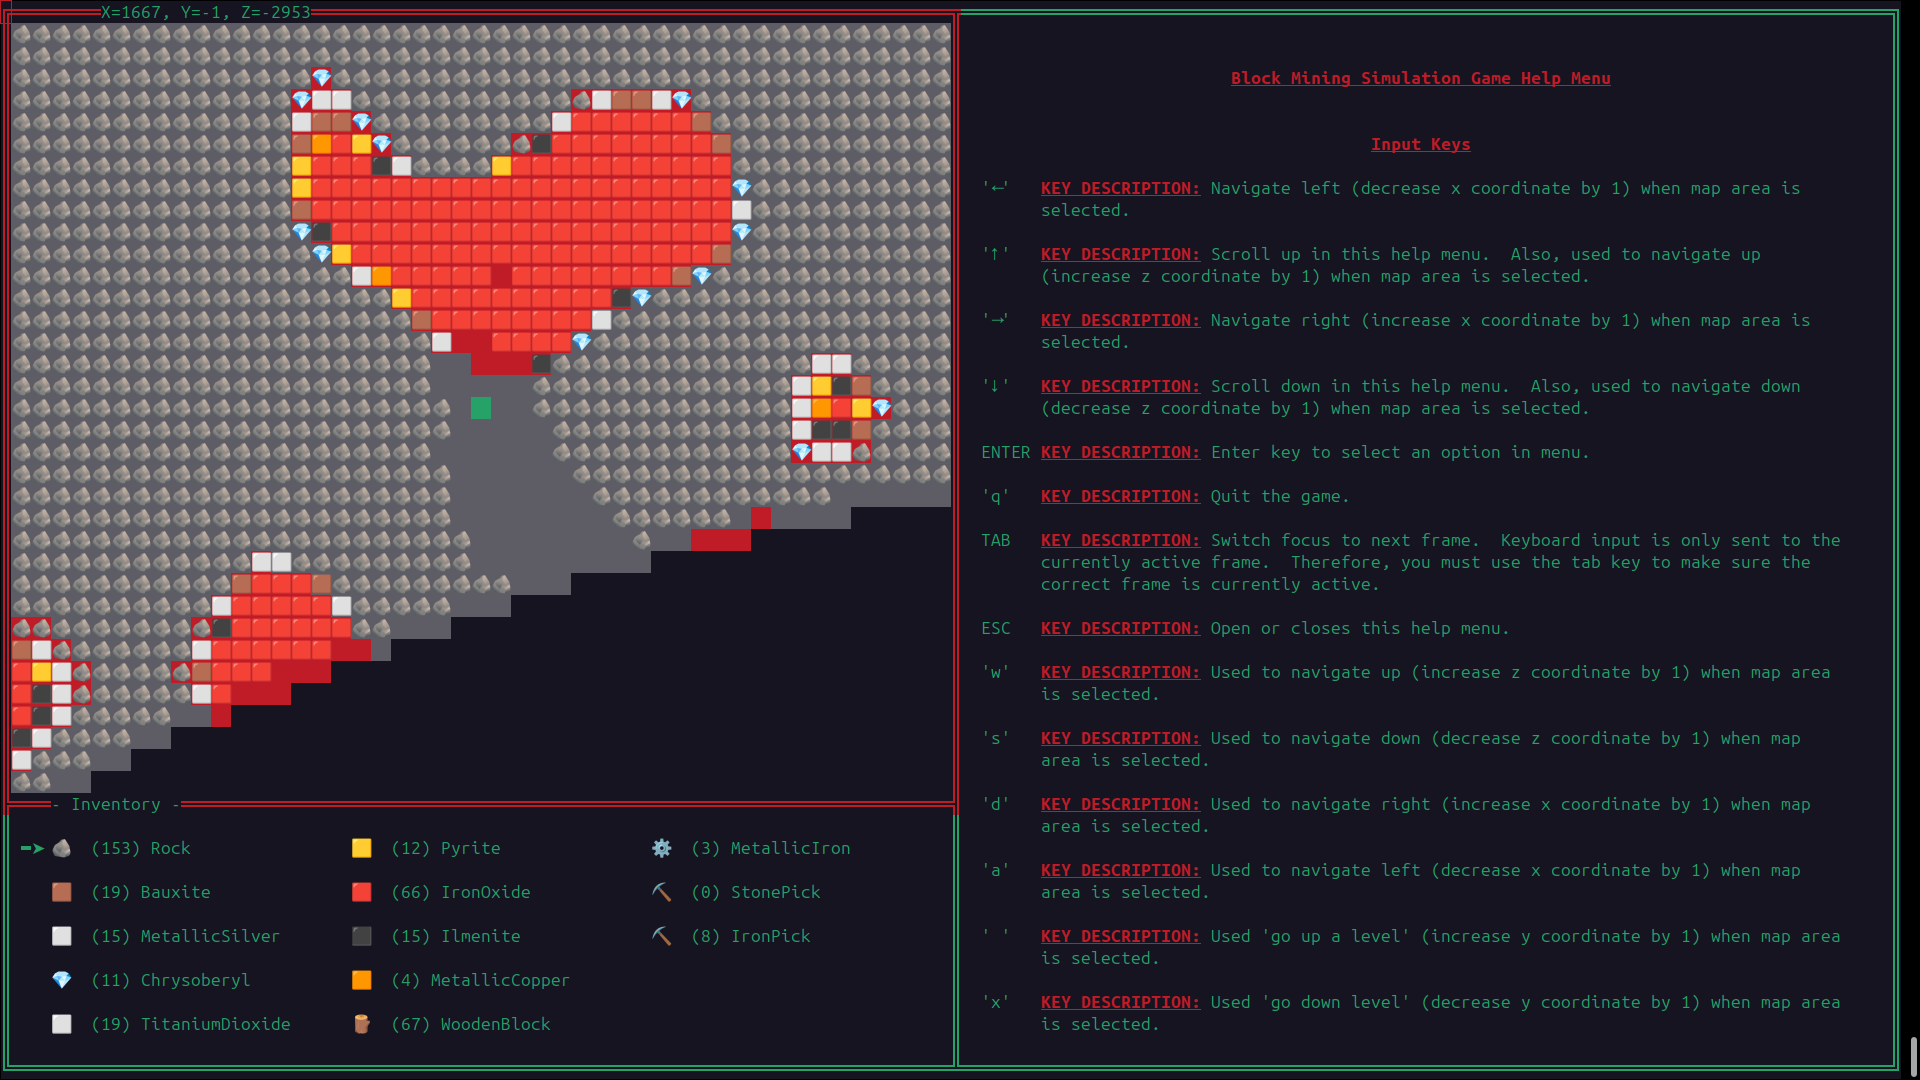 X=1667, Y=-1, Z=-2953
- Inventory -
(153) Rock
(12) Pyrite
(3) MetallicIron
(19) Bauxite
(66) IronOxide
(0) StonePick
(15) MetallicSilver
(15) Ilmenite
(8) IronPick
(11) Chrysoberyl
(4) MetallicCopper
(19) TitaniumDioxide
(67) WoodenBlock
Block Mining Simulation Game Help Menu
Input Keys
'←' KEY DESCRIPTION: Navigate left (decrease x coordinate by 1) when map area is
selected.
'↑' KEY DESCRIPTION: Scroll up in this help menu.  Also, used to navigate up
(increase z coordinate by 1) when map area is selected.
'→' KEY DESCRIPTION: Navigate right (increase x coordinate by 1) when map area is
selected.
'↓' KEY DESCRIPTION: Scroll down in this help menu.  Also, used to navigate down
(decrease z coordinate by 1) when map area is selected.
ENTER KEY DESCRIPTION: Enter key to select an option in menu.
'q' KEY DESCRIPTION: Quit the game.
TAB KEY DESCRIPTION: Switch focus to next frame.  Keyboard input is only sent to the
currently active frame.  Therefore, you must use the tab key to make sure the
correct frame is currently active.
ESC KEY DESCRIPTION: Open or closes this help menu.
'w' KEY DESCRIPTION: Used to navigate up (increase z coordinate by 1) when map area
is selected.
's' KEY DESCRIPTION: Used to navigate down (decrease z coordinate by 1) when map
area is selected.
'd' KEY DESCRIPTION: Used to navigate right (increase x coordinate by 1) when map
area is selected.
'a' KEY DESCRIPTION: Used to navigate left (decrease x coordinate by 1) when map
area is selected.
' ' KEY DESCRIPTION: Used 'go up a level' (increase y coordinate by 1) when map area
is selected.
'x' KEY DESCRIPTION: Used 'go down level' (decrease y coordinate by 1) when map area
is selected.